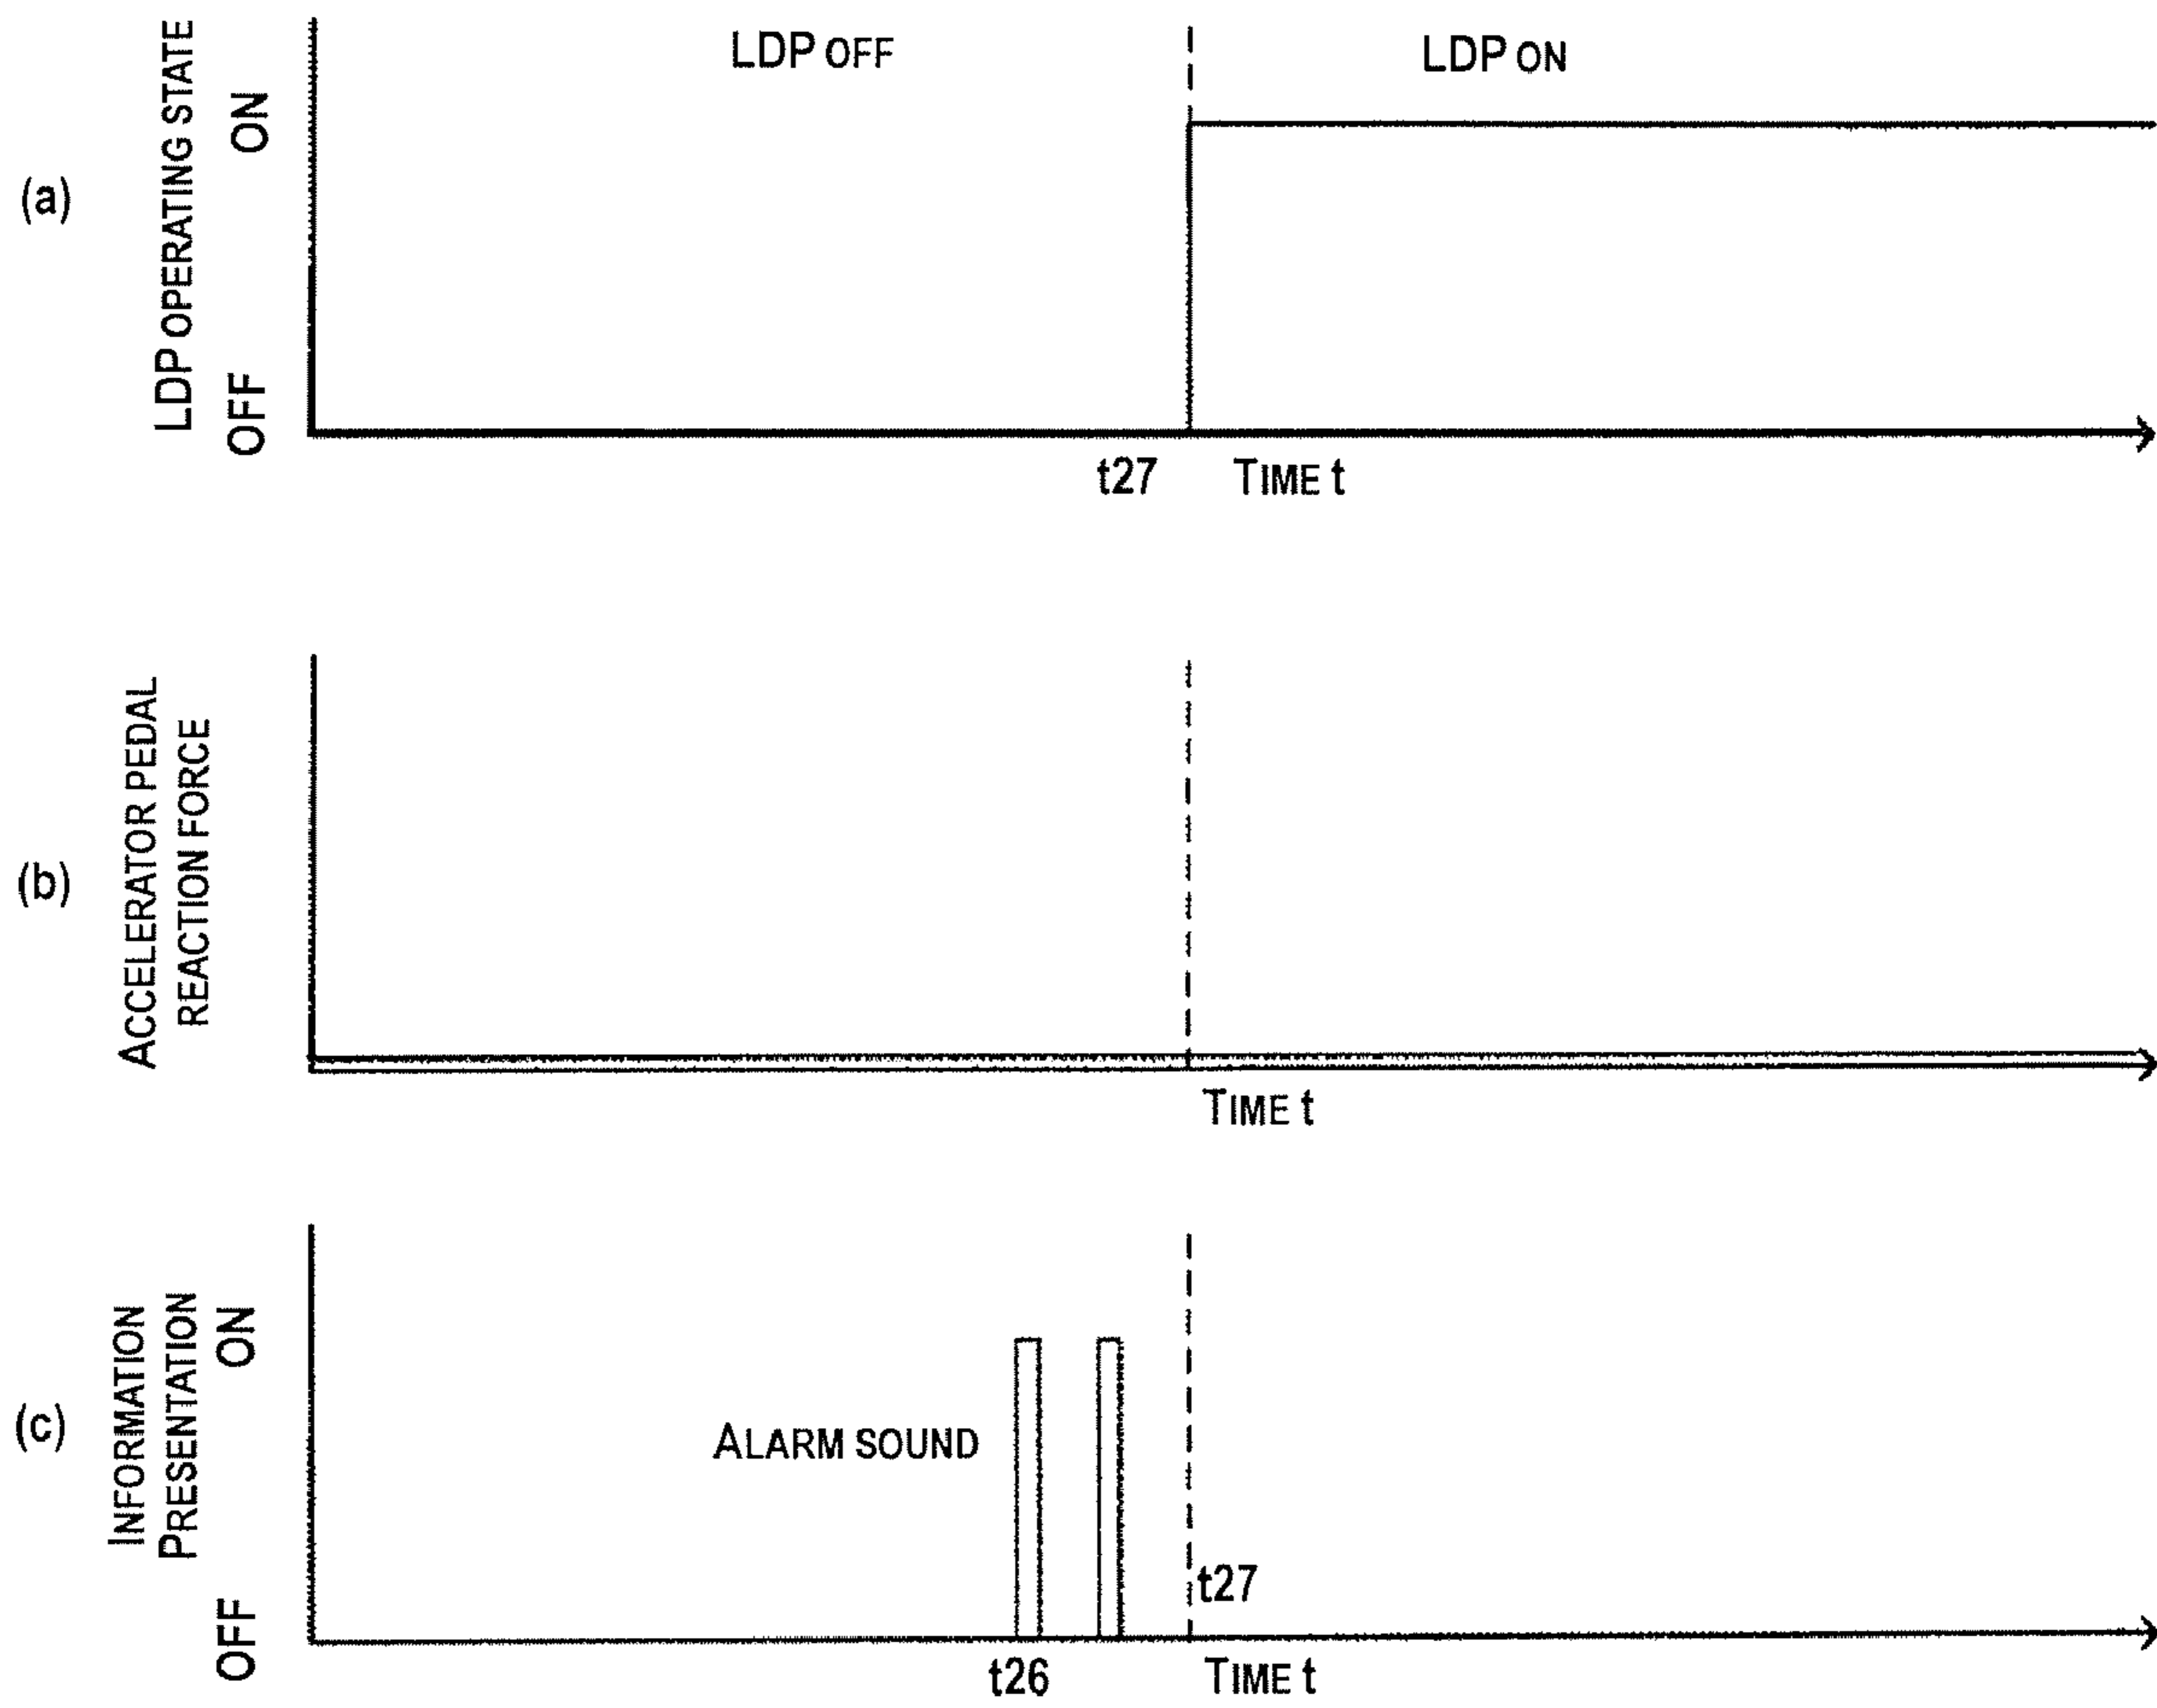 (a)
LDP OPERATING STATE
ON
OFF
LDP OFF
LDP ON
t27
TIME t
(b)
ACCELERATOR PEDAL
REACTION FORCE
TIME t
(c)
INFORMATION
PRESENTATION
ON
OFF
ALARM SOUND
t27
t26
TIME t